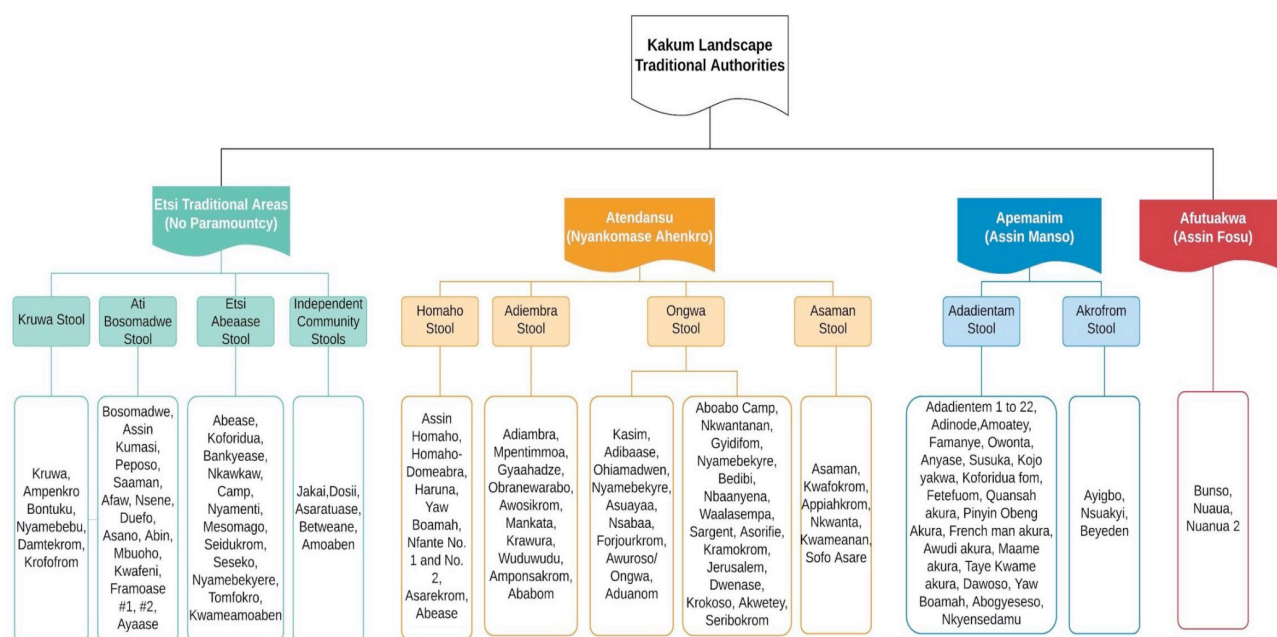 Kakum Landscape
Traditional Authorities
Etsi Traditional Areas
(No Paramountcy)
Atendansu
(Nyankomase Ahenkro)
Apemanim
(Assin Manso)
Afutuakwa
(Assin Fosu)
Kruwa Stool
Ati
Bosomadwe
Stool
Etsi
Abeaase
Stool
Independent
Community
Stools
Homaho
Stool
Adiembra
Stool
Ongwa
Stool
Asaman
Stool
Adadientam
Stool
Akrofrom
Stool
Kruwa,
Ampenkro
Bontuku,
Nyamebebu,
Damtekrom,
Krofofrom
Bosomadwe,
Assin
Kumasi,
Peposo,
Saaman,
Afaw, Nsene,
Duefo,
Asano, Abin,
Mbuoho,
Kwafeni,
Framoase
#1, #2,
Ayaase
Abease,
Koforidua,
Bankyease,
Nkawkaw,
Camp,
Nyamenti,
Mesomago,
Seidukrom,
Seseko,
Nyamebekyere,
Tomfokro,
Kwameamoaben
Jakai,Dosii,
Asaratuase,
Betweane,
Amoaben
Assin
Homaho,
Homaho-
Domeabra,
Haruna,
Yaw
Boamah,
Nfante No.
1 and No.
2,
Asarekrom,
Abease
Adiambra,
Mpentimmoa,
Gyaahadze,
Obranewarabo,
Awosikrom,
Mankata,
Krawura,
Wuduwudu,
Amponsakrom,
Ababom
Kasim,
Adibaase,
Ohiamadwen,
Nyamebekyre,
Asuayaa,
Nsabaa,
Forjourkrom,
Awuroso/
Ongwa,
Aduanom
Aboabo Camp,
Nkwantanan,
Gyidifom,
Nyamebekyre,
Bedibi,
Nbaanyena,
Waalasempa,
Sargent, Asorifie,
Kramokrom,
Jerusalem,
Dwenase,
Krokoso, Akwetey,
Seribokrom
Asaman,
Kwafokrom,
Appiahkrom,
Nkwanta,
Kwameanan,
Sofo Asare
Adadientem 1 to 22,
Adinode,Amoatey,
Famanye, Owonta,
Anyase, Susuka, Kojo
yakwa, Koforidua fom,
Fetefuom, Quansah
akura, Pinyin Obeng
Akura, French man akura,
Awudi akura, Maame
akura, Taye Kwame
akura, Dawoso, Yaw
Boamah, Abogyeseso,
Nkyensedamu
Ayigbo,
Nsuakyi,
Beyeden
Bunso,
Nuaua,
Nuanua 2